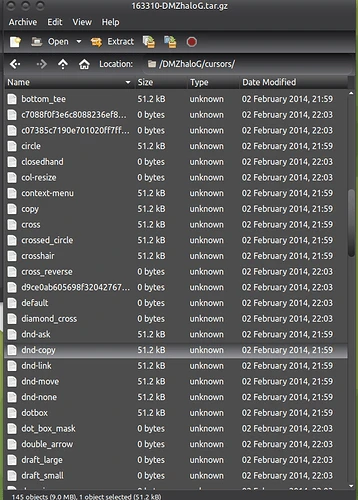 163310-DMZhaloG.tar.gz
Archive Edit View Help
Open Extract
Location: /DMZhaloG/cursors/
Name Size Type Date Modified
bottom_tee 51.2 kB unknown 02 February 2014, 21:59
c7088f0f3e6c8088236ef8... 0 bytes unknown 02 February 2014, 22:03
c07385c7190e701020ff7ff... 0 bytes unknown 02 February 2014, 22:03
circle 51.2 kB unknown 02 February 2014, 21:59
closedhand 0 bytes unknown 02 February 2014, 22:03
col-resize 0 bytes unknown 02 February 2014, 22:03
context-menu 51.2 kB unknown 02 February 2014, 21:59
copy 51.2 kB unknown 02 February 2014, 21:59
cross 51.2 kB unknown 02 February 2014, 21:59
crossed_circle 51.2 kB unknown 02 February 2014, 21:59
crosshair 51.2 kB unknown 02 February 2014, 21:59
cross_reverse 0 bytes unknown 02 February 2014, 22:03
d9ce0ab605698f32042767... 0 bytes unknown 02 February 2014, 22:03
default 0 bytes unknown 02 February 2014, 22:03
diamond_cross 0 bytes unknown 02 February 2014, 22:03
dnd-ask 51.2 kB unknown 02 February 2014, 21:59
dnd-copy 51.2 kB unknown 02 February 2014, 21:59
dnd-link 51.2 kB unknown 02 February 2014, 21:59
dnd-move 51.2 kB unknown 02 February 2014, 21:59
dnd-none 51.2 kB unknown 02 February 2014, 21:59
dotbox 51.2 kB unknown 02 February 2014, 21:59
dot_box_mask 0 bytes unknown 02 February 2014, 22:03
double_arrow 0 bytes unknown 02 February 2014, 22:03
draft_large 0 bytes unknown 02 February 2014, 22:03
draft_small 0 bytes unknown 02 February 2014, 22:03
145 objects (9.0 MB), 1 object selected (51.2 kB)